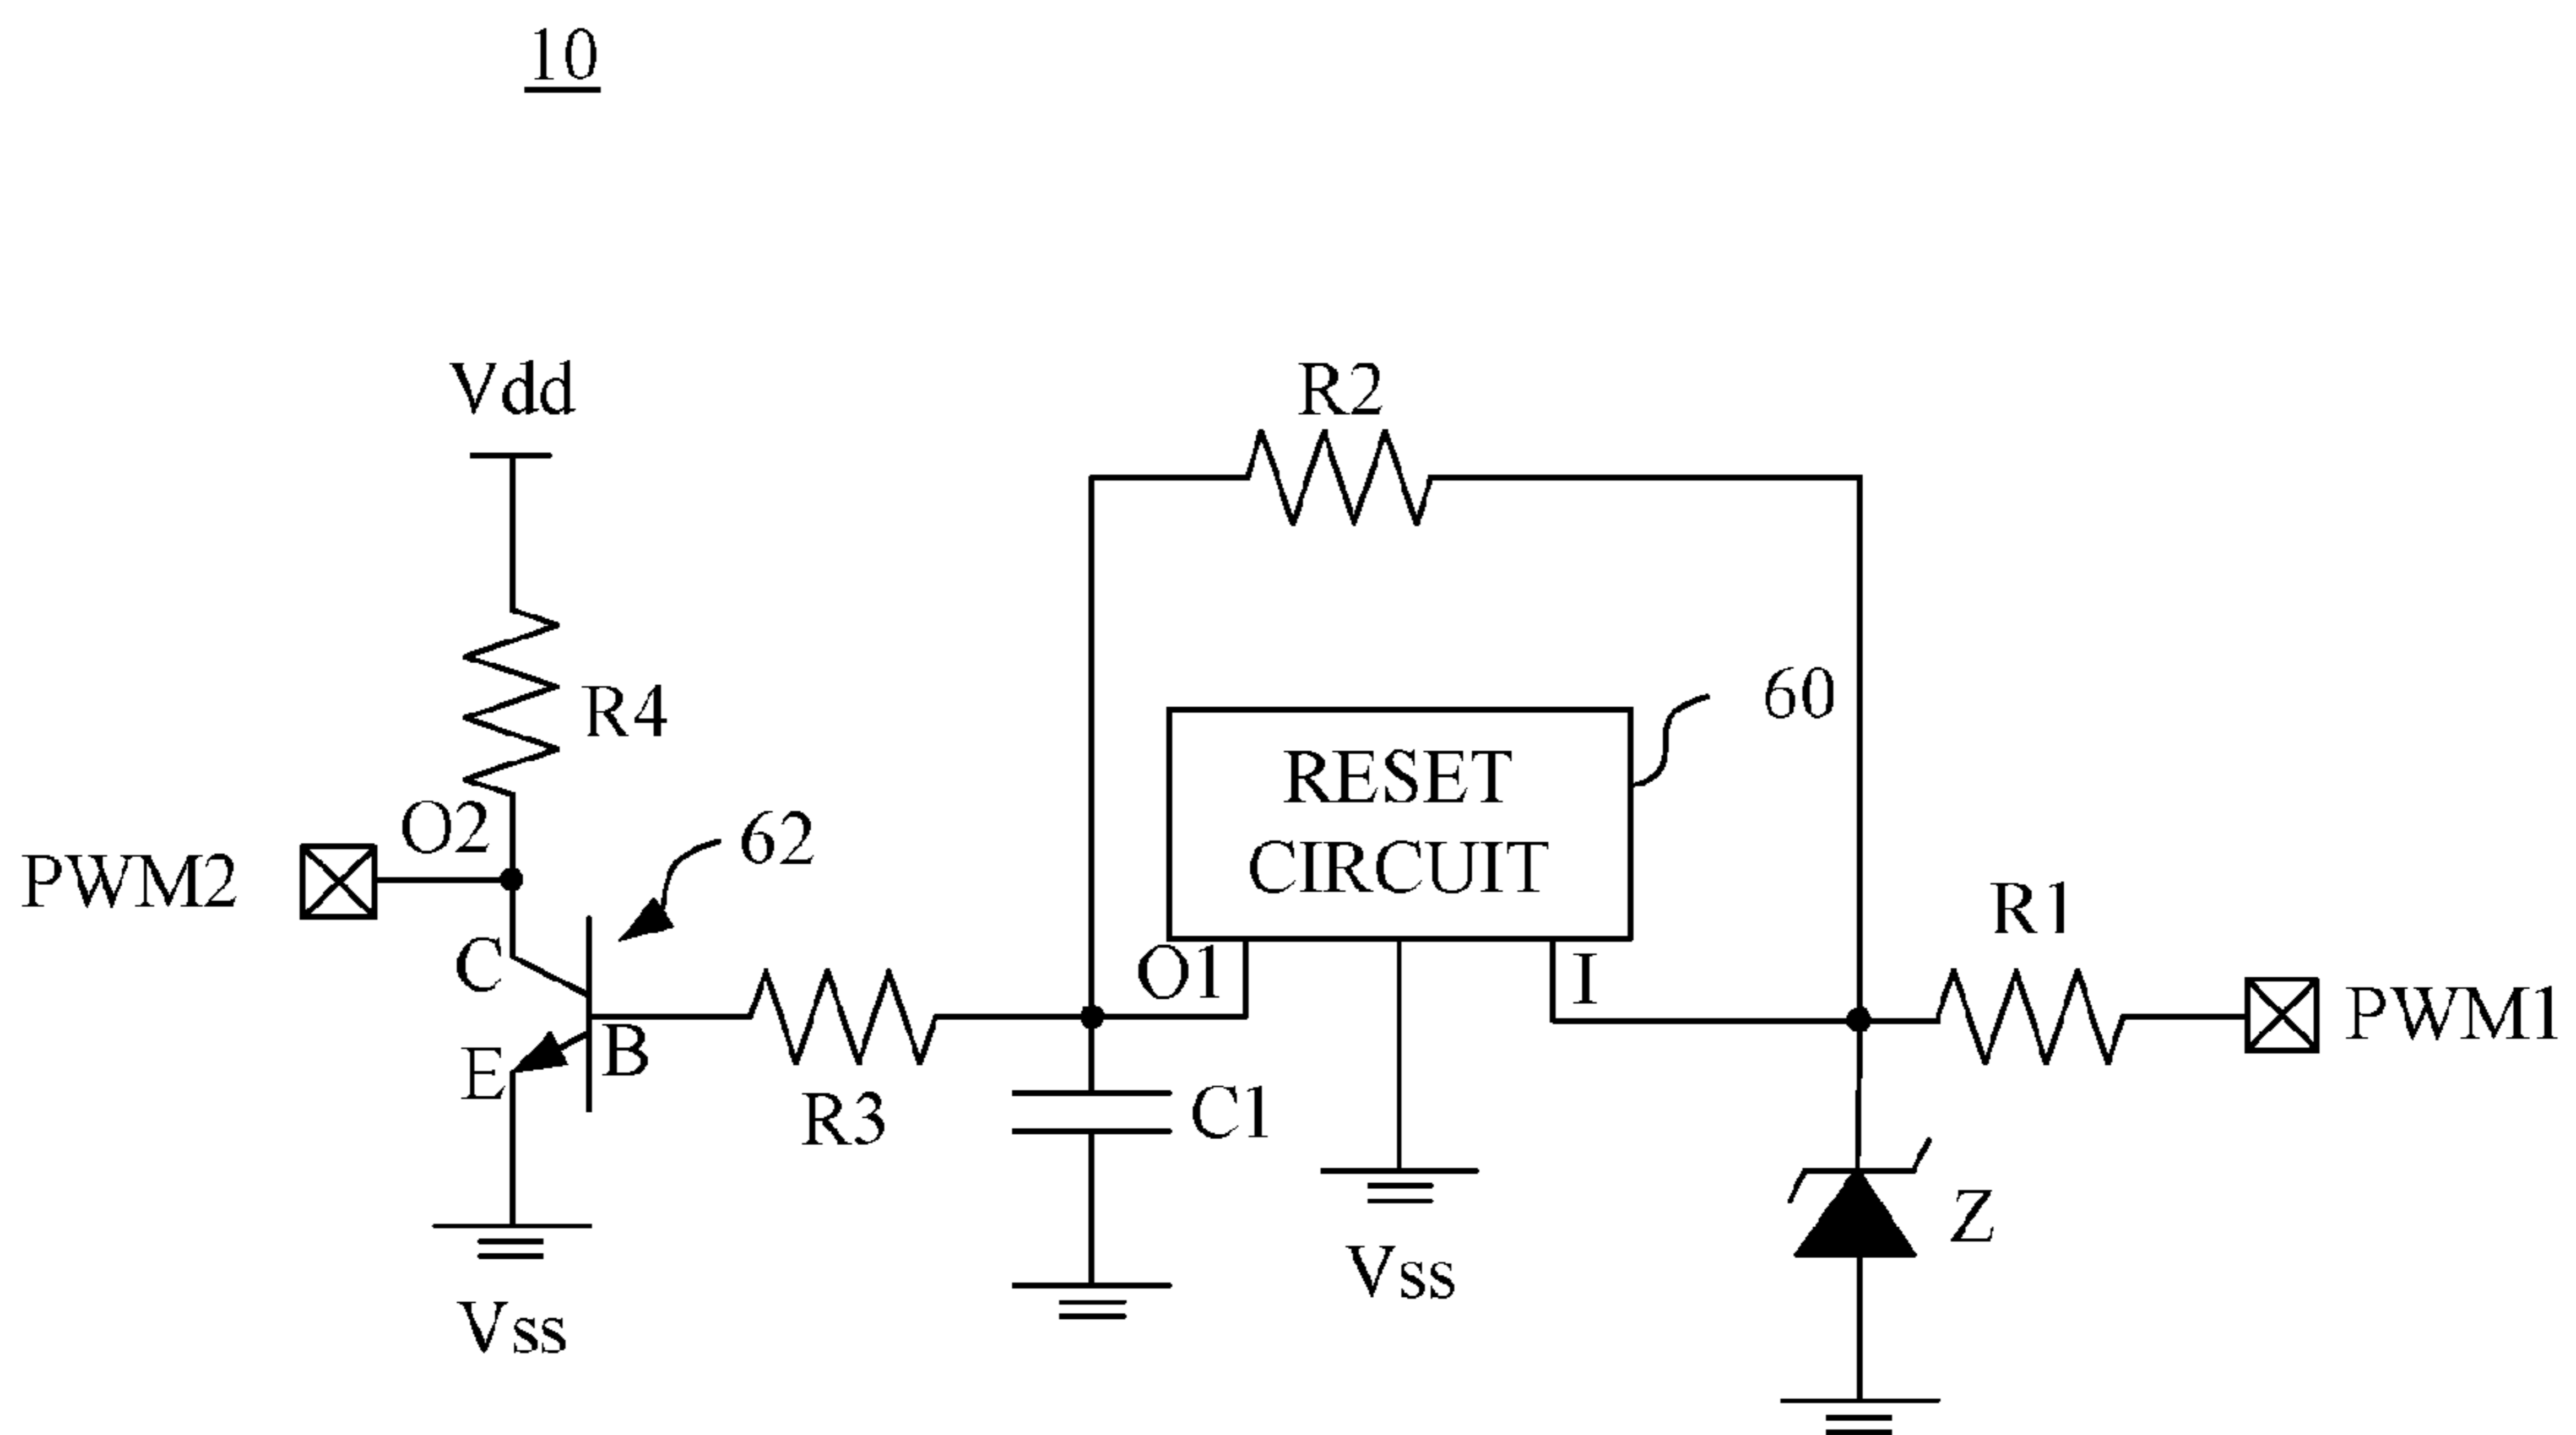 10
Vdd
R2
R4
60
RESET
CIRCUIT
O2
62
PWM2
R1
C
O1
I
PWM1
E
B
R3
C1
Z
Vss
Vss